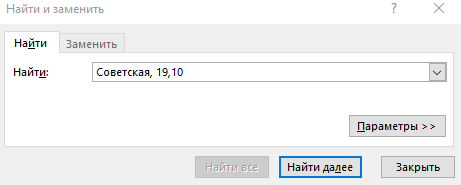 Найти и заменить
Найти
Заменить
Найти:
Советская, 19,10
Параметры >>
Найти все
Найти далее
Закрыть